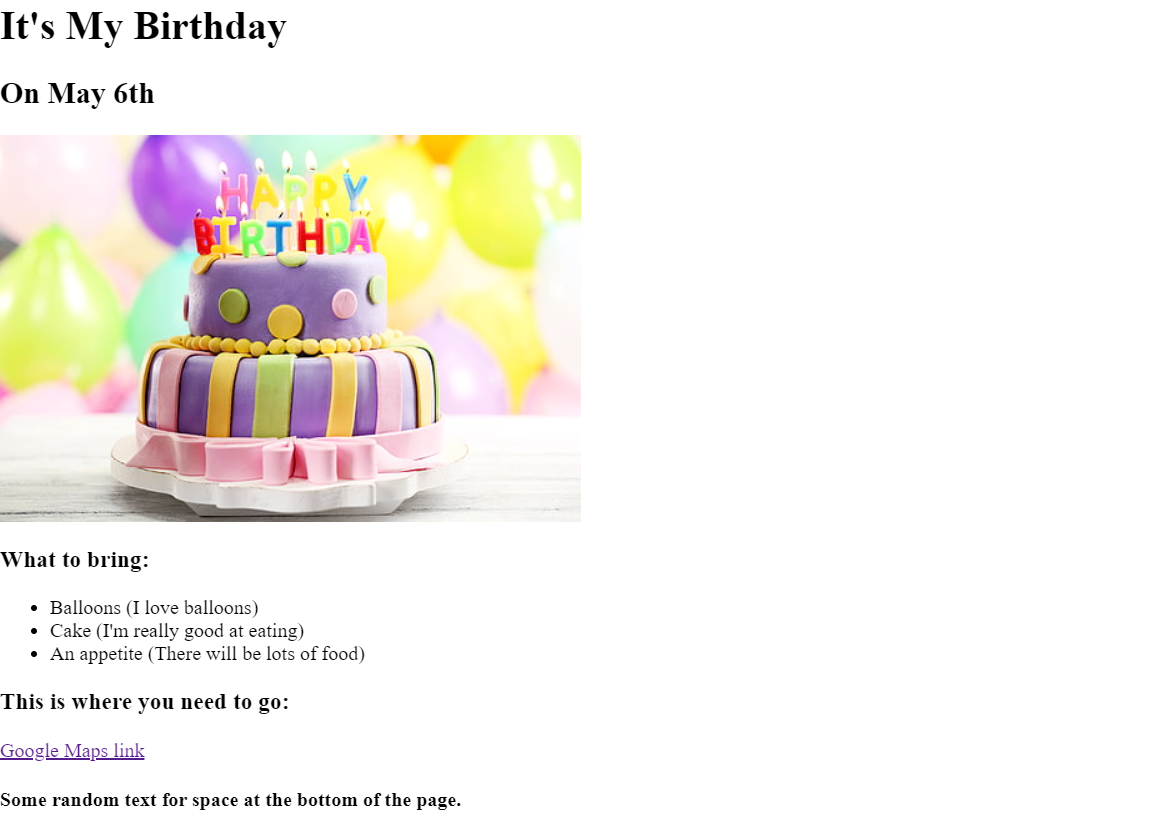 It's My Birthday
On May 6th
HAPPY
BIRTHDAY
What to bring:
Balloons (I love balloons)
Cake (I'm really good at eating)
An appetite (There will be lots of food)
This is where you need to go:
Google Maps link
Some random text for space at the bottom of the page.